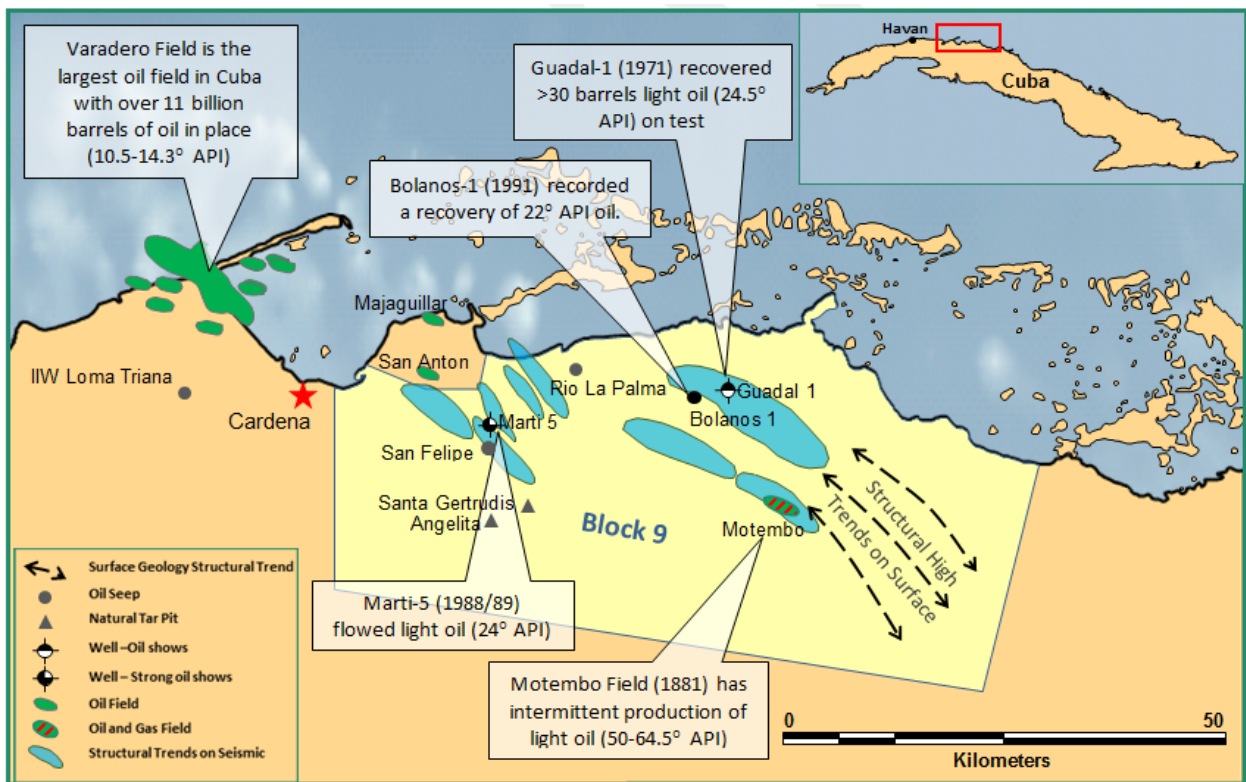 Varadero Field is the
largest oil field in Cuba
with over 11 billion
barrels of oil in place
(10.5-14.3° API)
Guadal-1 (1971) recovered
>30 barrels light oil (24.5°
API) on test
Bolanos-1 (1991) recorded
a recovery of 22° API oil.
Havan
Cuba
Majaguillar
San Anton
IIW Loma Triana
Cardena
Rio La Palma
Guadal 1
Bolanos 1
Marti 5
San Felipe
Santa Gertrudis
Angelita
Block 9
Motembo
Structural High
Trends on Surface
Marti-5 (1988/89)
flowed light oil (24° API)
Motembo Field (1881) has
intermittent production of
light oil (50-64.5° API)
Surface Geology Structural Trend
Oil Seep
Natural Tar Pit
Well –Oil shows
Well – Strong oil shows
Oil Field
Oil and Gas Field
Structural Trends on Seismic
0 50
Kilometers